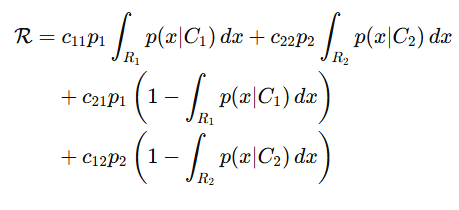 ℛ = c₁₁p₁ ∫_{R₁} p(x|C₁) dx + c₂₂p₂ ∫_{R₂} p(x|C₂) dx
+ c₂₁p₁ (1 − ∫_{R₁} p(x|C₁) dx)
+ c₁₂p₂ (1 − ∫_{R₂} p(x|C₂) dx)